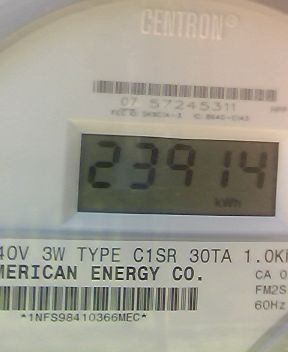 CENTRON®
07 57245311
23914
kWh
40V 3W TYPE C1SR 30TA 1.0K
MERICAN ENERGY CO.
CA 0
FM2S
60Hz
*1NFS98410366MEC*